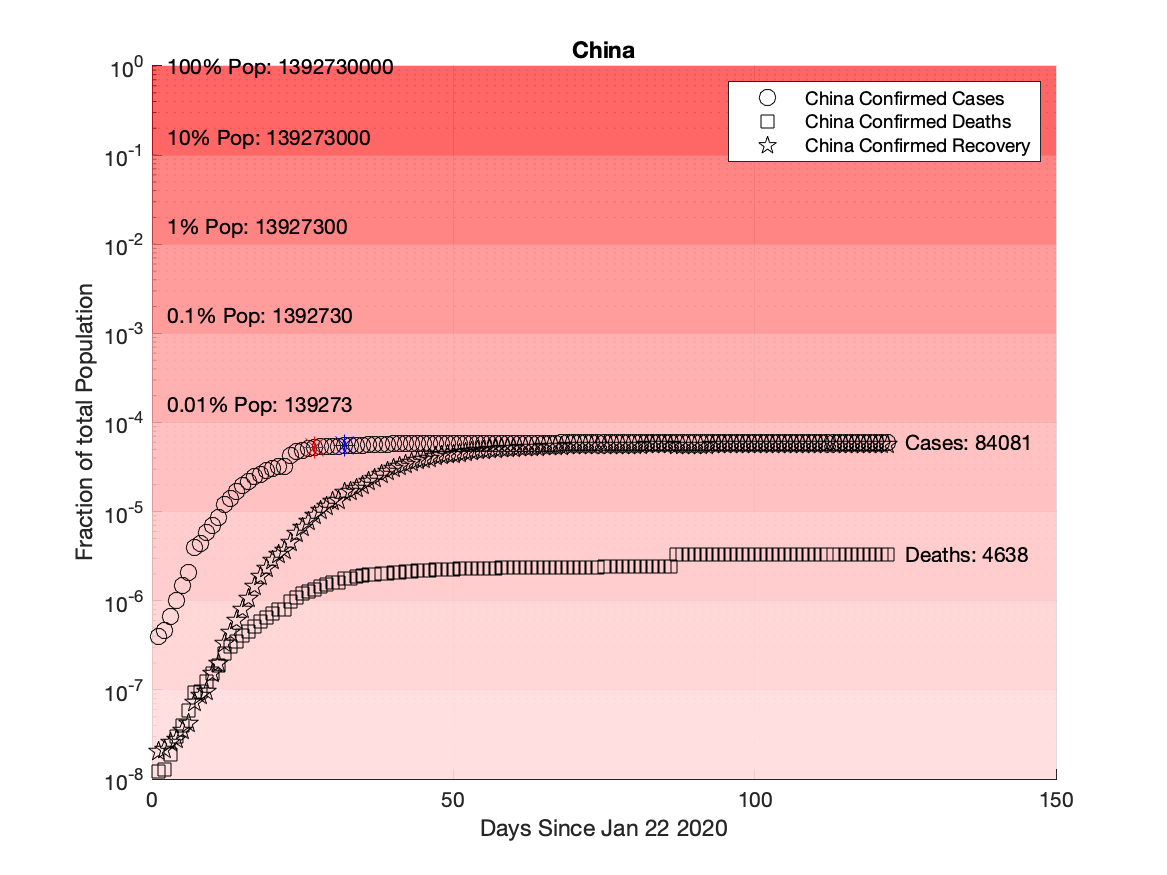 China
10^0
100% Pop: 1392730000
China Confirmed Cases
China Confirmed Deaths
China Confirmed Recovery
10% Pop: 139273000
10^-1
1% Pop: 13927300
10^-2
0.1% Pop: 1392730
10^-3
0.01% Pop: 139273
10^-4
Cases: 84081
10^-5
Deaths: 4638
10^-6
10^-7
10^-8
Fraction of total Population
0 50 100 150
Days Since Jan 22 2020